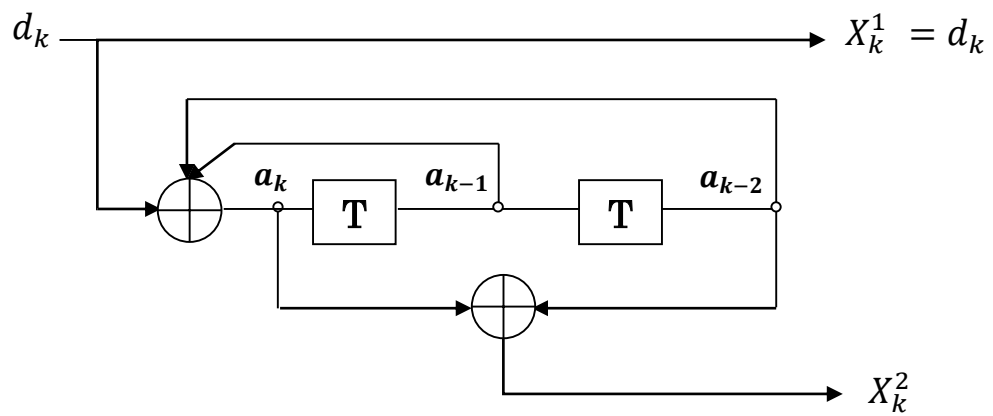 d_k X_k^1 = d_k
a_k a_{k-1} a_{k-2}
T T
X_k^2